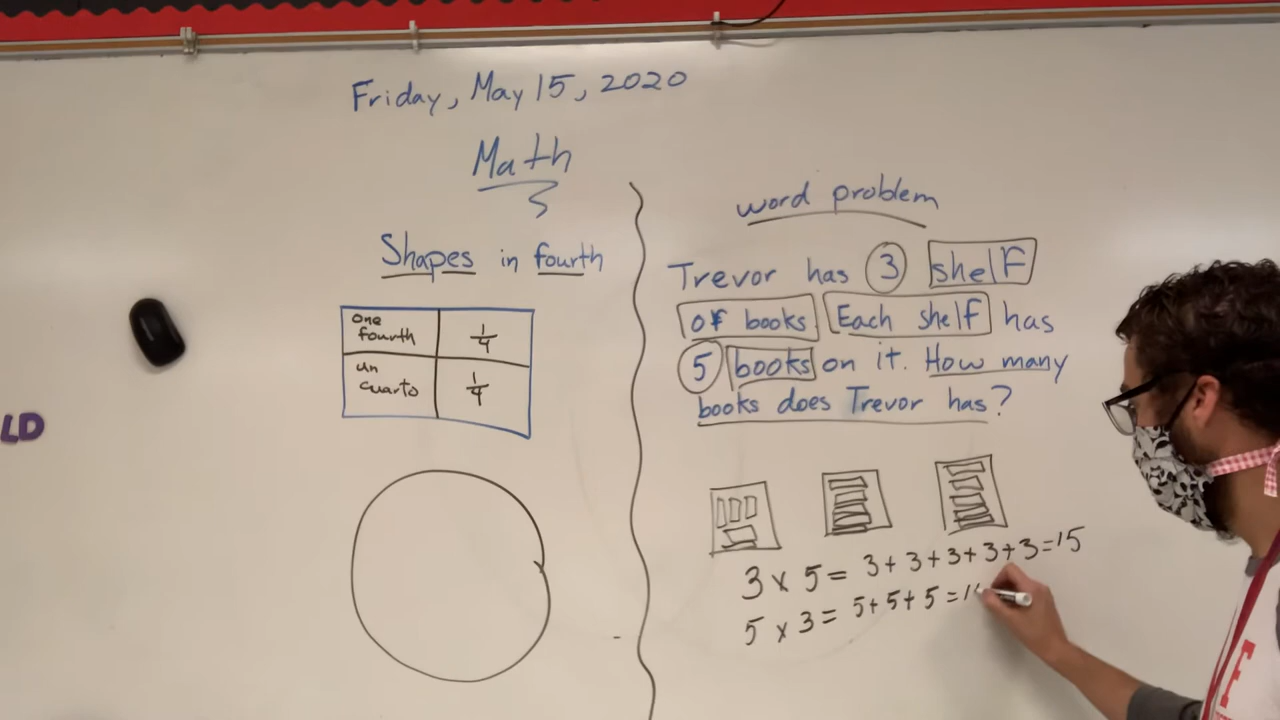 Friday, May 15, 2020
Math
Shapes in fourth
one
fourth
1/4
un
cuarto
1/4
LD
word problem
Trevor has 3 shelf
of books. Each shelf has
5 books on it. How many
books does Trevor has?
3 x 5 = 3+3+3+3+3=15
5 x 3 = 5+5+5=1